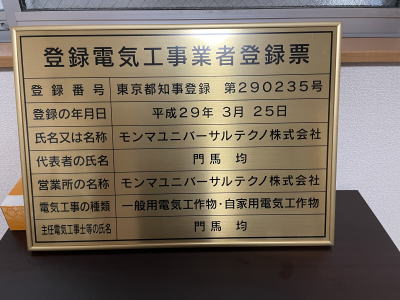 登録電気工事業者登録票
登録番号 東京都知事登録 第290235号
登録の年月日 平成29年 3月 25日
氏名又は名称 モンマユニバーサルテクノ株式会社
代表者の氏名 門馬 均
営業所の名称 モンマユニバーサルテクノ株式会社
電気工事の種類 一般用電気工作物・自家用電気工作物
主任電気工事士等の氏名 門馬 均